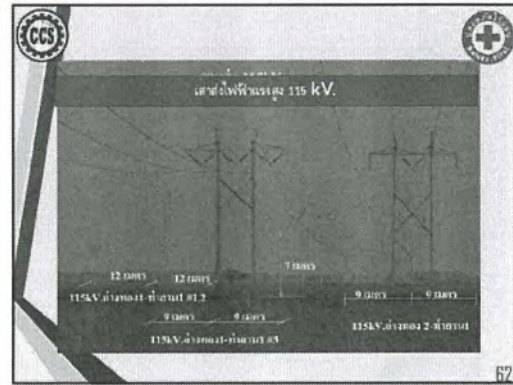 CCS
เสาส่งไฟฟ้าแรงสูง 115 kV.
7 เมตร
12 เมตร 12 เมตร
115kV.อ่างทอง1-ท่าลาน1 #1,2
9 เมตร 9 เมตร
9 เมตร 9 เมตร
115kV.อ่างทอง 2-ท่าลาน1
115kV.อ่างทอง1-ท่าลาน1 #3
62